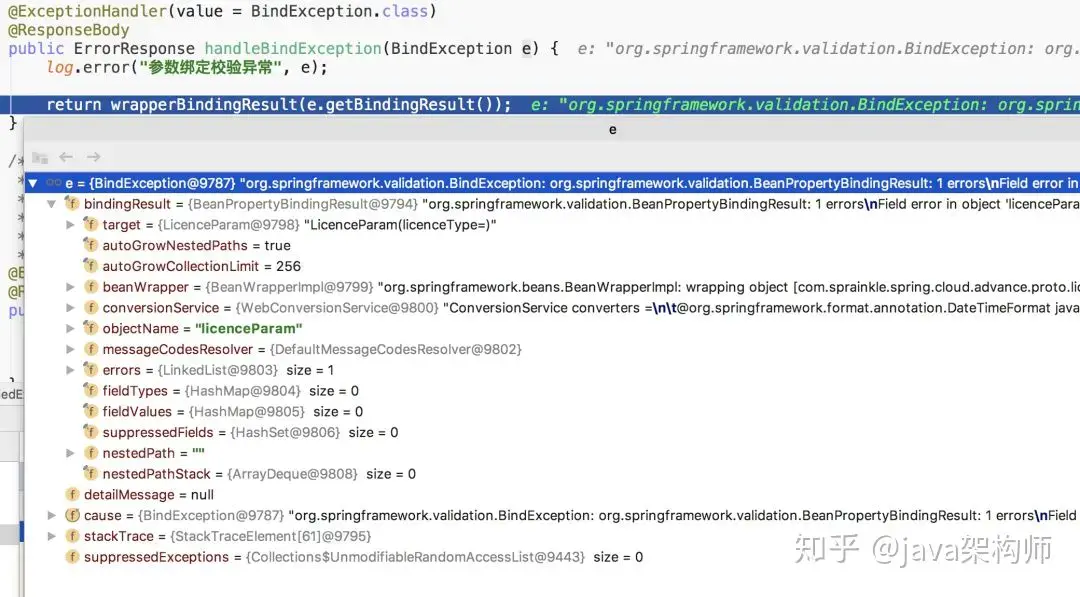 @ExceptionHandler(value = BindException.class)
@ResponseBody
public ErrorResponse handleBindException(BindException e) { e: "org.springframework.validation.BindException: org.
log.error("参数绑定校验异常", e);
return wrapperBindingResult(e.getBindingResult()); e: "org.springframework.validation.BindException: org.sprin
}
e
/*
*
*
*
*
*
e = {BindException@9787} "org.springframework.validation.BindException: org.springframework.validation.BeanPropertyBindingResult: 1 errors\nField error in
bindingResult = {BeanPropertyBindingResult@9794} "org.springframework.validation.BeanPropertyBindingResult: 1 errors\nField error in object 'licencePara
target = {LicenceParam@9798} "LicenceParam(licenceType=)"
autoGrowNestedPaths = true
autoGrowCollectionLimit = 256
@E
beanWrapper = {BeanWrapperImpl@9799} "org.springframework.beans.BeanWrapperImpl: wrapping object [com.sprainkle.spring.cloud.advance.proto.lic
@R
conversionService = {WebConversionService@9800} "ConversionService converters =\n\t@org.springframework.format.annotation.DateTimeFormat java
pu
objectName = "licenceParam"
messageCodesResolver = {DefaultMessageCodesResolver@9802}
errors = {LinkedList@9803} size = 1
fieldTypes = {HashMap@9804} size = 0
edE
fieldValues = {HashMap@9805} size = 0
suppressedFields = {HashSet@9806} size = 0
nestedPath = ""
nestedPathStack = {ArrayDeque@9808} size = 0
detailMessage = null
cause = {BindException@9787} "org.springframework.validation.BindException: org.springframework.validation.BeanPropertyBindingResult: 1 errors\nField
stackTrace = {StackTraceElement[61]@9795}
suppressedExceptions = {Collections$UnmodifiableRandomAccessList@9443} size = 0
知乎 @java架构师